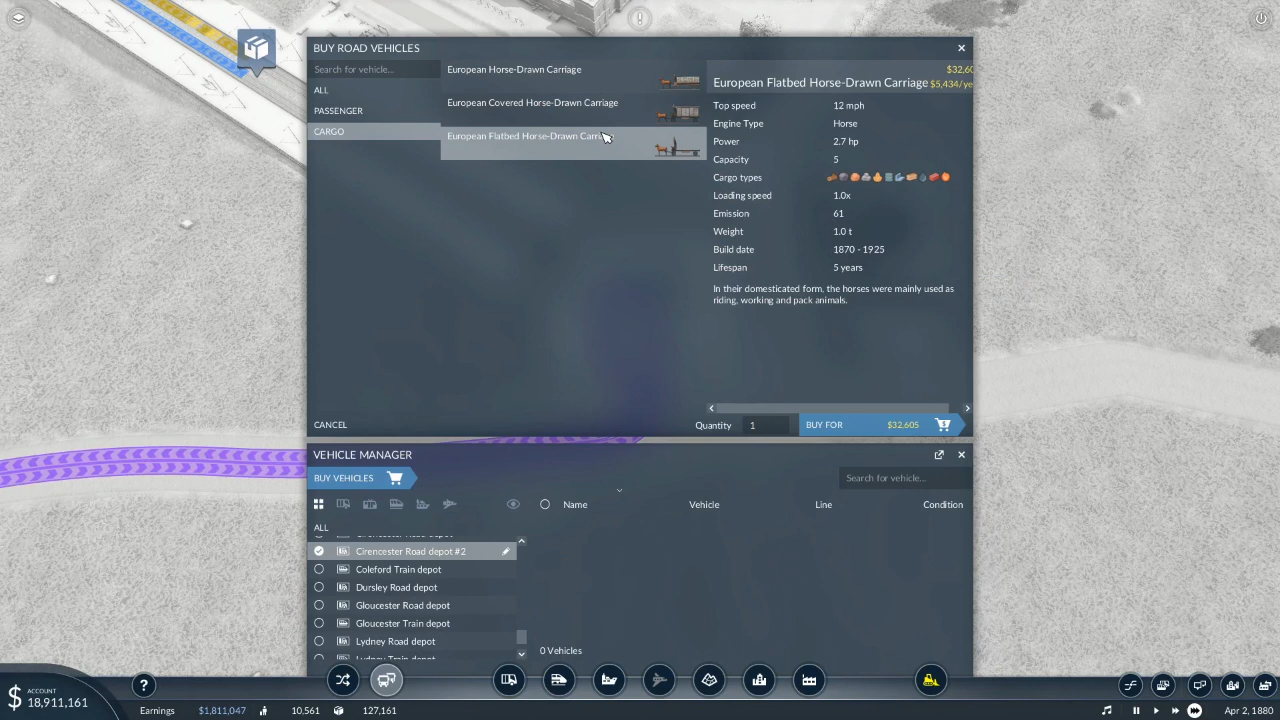 BUY ROAD VEHICLES
Search for vehicle...
ALL
PASSENGER
CARGO
European Horse-Drawn Carriage
European Covered Horse-Drawn Carriage
European Flatbed Horse-Drawn
$32,60
European Flatbed Horse-Drawn Carriage $5,434/ye
Top speed 12 mph
Engine Type Horse
Power 2.7 hp
Capacity 5
Cargo types
Loading speed 1.0x
Emission 61
Weight 1.0 t
Build date 1870 - 1925
Lifespan 5 years
In their domesticated form, the horses were mainly used as
riding, working and pack animals.
CANCEL
Quantity 1
BUY FOR $32,605
VEHICLE MANAGER
BUY VEHICLES
Search for vehicle...
Name Vehicle Line Condition
ALL
Cirencester Road depot #2
Coleford Train depot
Dursley Road depot
Gloucester Road depot
Gloucester Train depot
Lydney Road depot
Lydney Train depot
0 Vehicles
$ ACCOUNT
18,911,161
?
Earnings $1,811,047 10,561 127,161
Apr 2, 1880